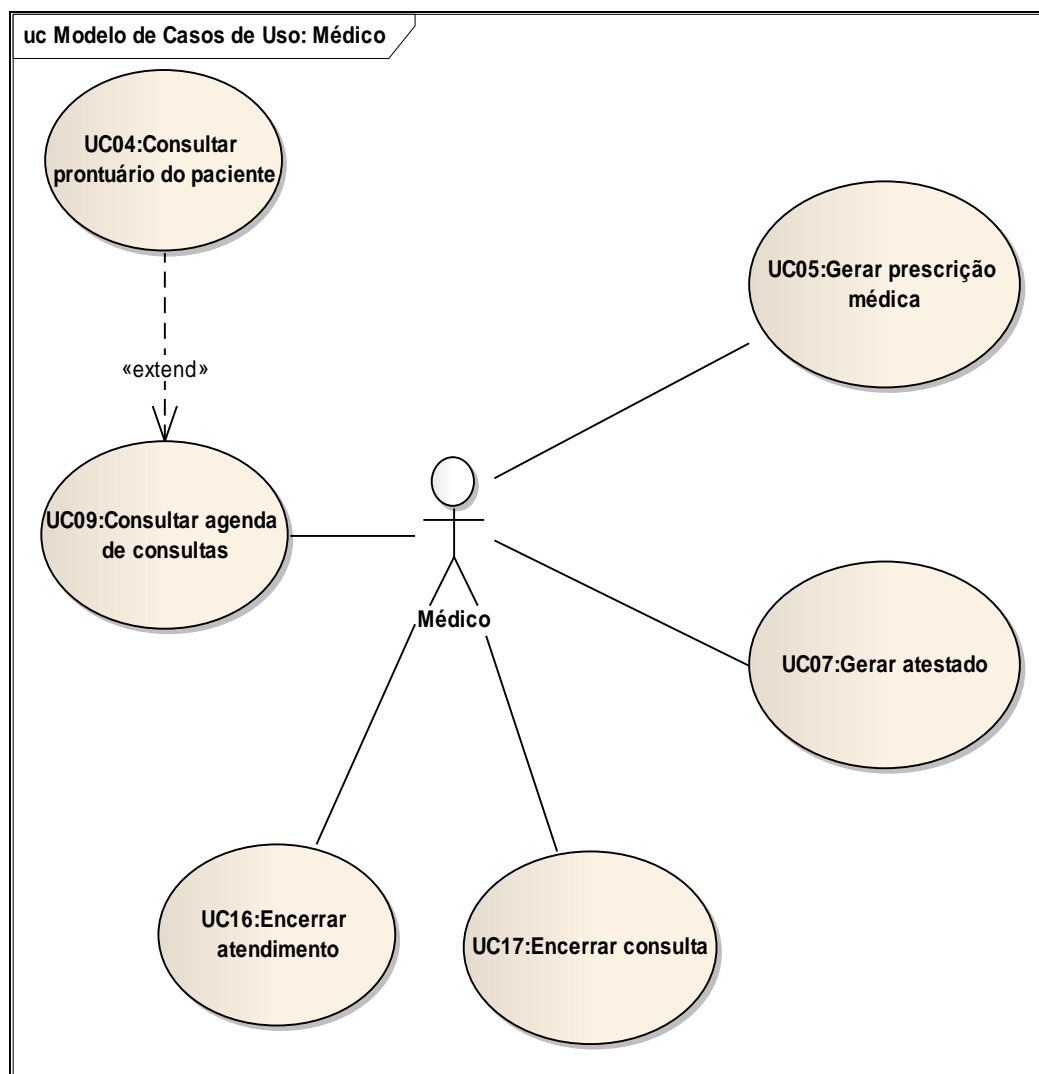 uc Modelo de Casos de Uso: Médico
UC04:Consultar
prontuário do paciente
UC05:Gerar prescrição
médica
«extend»
UC09:Consultar agenda
de consultas
Médico
UC07:Gerar atestado
UC16:Encerrar
atendimento
UC17:Encerrar consulta